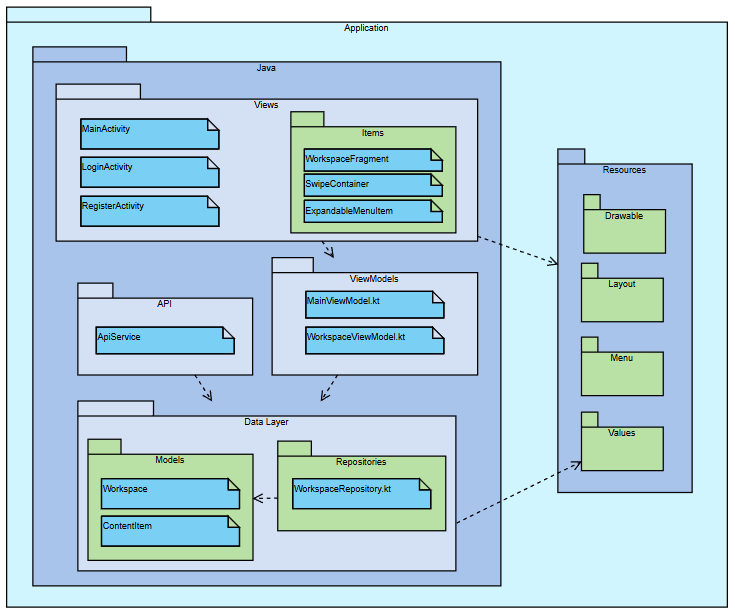 Application
Java
Views
MainActivity
LoginActivity
RegisterActivity
Items
WorkspaceFragment
SwipeContainer
ExpandableMenuItem
API
ApiService
ViewModels
MainViewModel.kt
WorkspaceViewModel.kt
Data Layer
Models
Workspace
ContentItem
Repositories
WorkspaceRepository.kt
Resources
Drawable
Layout
Menu
Values